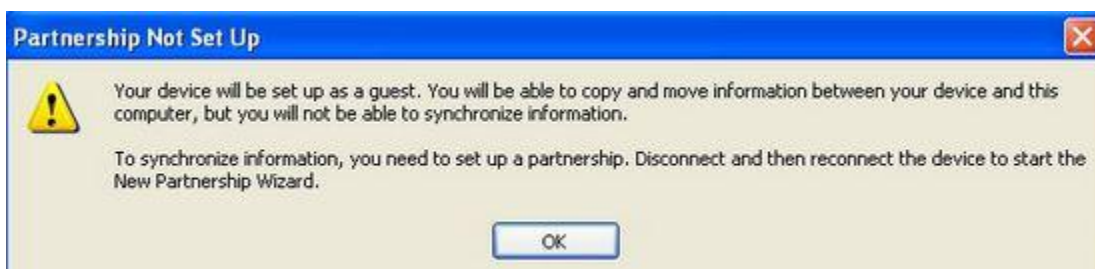 Partnership Not Set Up
Your device will be set up as a guest. You will be able to copy and move information between your device and this
computer, but you will not be able to synchronize information.
To synchronize information, you need to set up a partnership. Disconnect and then reconnect the device to start the
New Partnership Wizard.
OK